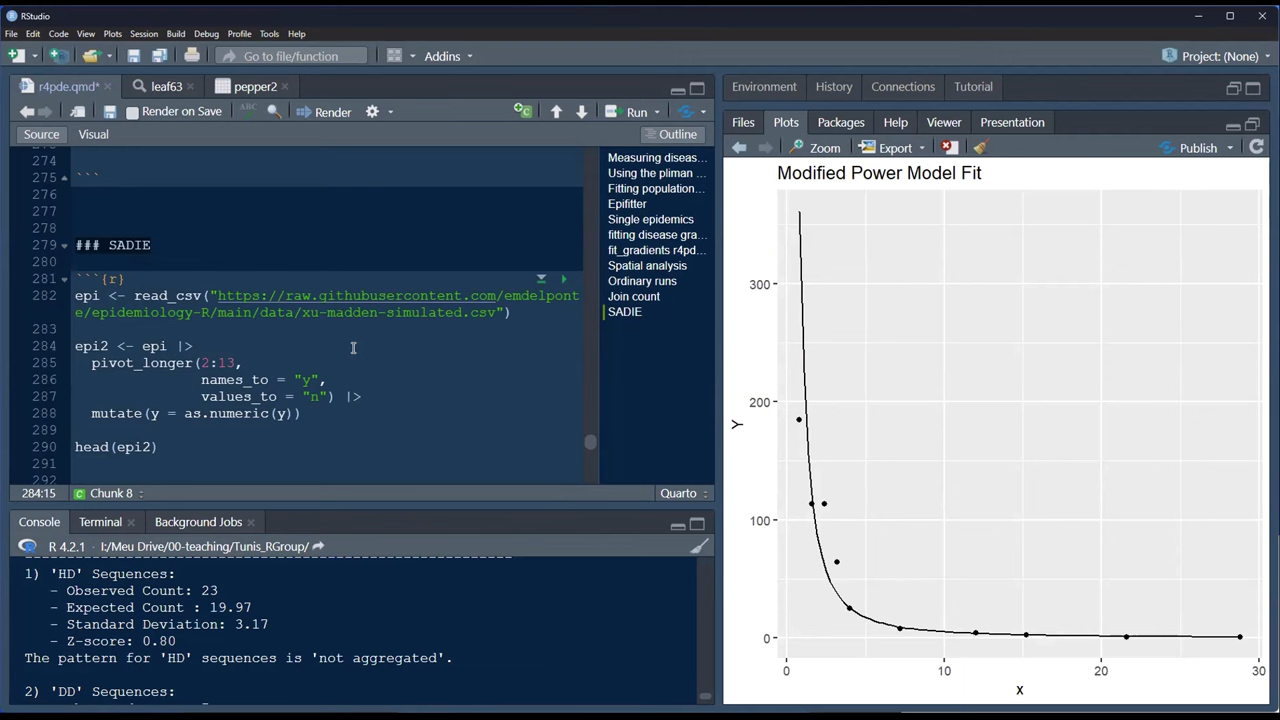 RStudio
File Edit Code View Plots Session Build Debug Profile Tools Help
Go to file/function Addins Project: (None)
r4pde.qmd* leaf63 pepper2
Render on Save ABC Render Run
Source Visual Outline
274
275 ```
276
277
278
279 ### SADIE
280
281 ```{r}
282 epi <- read_csv("https://raw.githubusercontent.com/emdelpont
e/epidemiology-R/main/data/xu-madden-simulated.csv")
283
284 epi2 <- epi |>
285 pivot_longer(2:13,
286 names_to = "y",
287 values_to = "n") |>
288 mutate(y = as.numeric(y))
289
290 head(epi2)
291
292
284:15 Chunk 8 Quarto
Measuring diseas...
Using the pliman ...
Fitting population...
Epifitter
Single epidemics
fitting disease gra...
fit_gradients r4pd...
Spatial analysis
Ordinary runs
Join count
SADIE
Console Terminal Background Jobs
R 4.2.1 · I:/Meu Drive/00-teaching/Tunis_RGroup/
1) 'HD' Sequences:
- Observed Count: 23
- Expected Count : 19.97
- Standard Deviation: 3.17
- Z-score: 0.80
The pattern for 'HD' sequences is 'not aggregated'.
2) 'DD' Sequences:
Environment History Connections Tutorial
Files Plots Packages Help Viewer Presentation
Zoom Export Publish
Modified Power Model Fit
300
200
100
0
Y
0 10 20 30
x